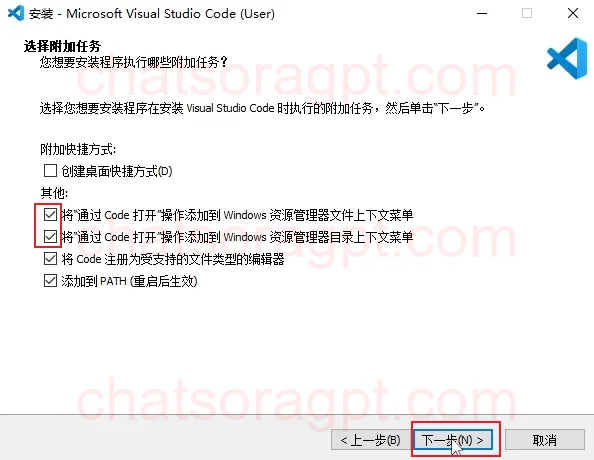 安装 - Microsoft Visual Studio Code (User)
选择附加任务
您想要安装程序执行哪些附加任务?
chatsoragpt.com
选择您想要安装程序在安装 Visual Studio Code 时执行的附加任务，然后单击“下一步”。
附加快捷方式:
创建桌面快捷方式(D)
其他:
将“通过 Code 打开”操作添加到 Windows 资源管理器文件上下文菜单
将“通过 Code 打开”操作添加到 Windows 资源管理器目录上下文菜单
chatsoragpt.com
将 Code 注册为受支持的文件类型的编辑器
添加到 PATH (重启后生效)
chatsoragpt.com
< 上一步(B)
下一步(N) >
取消